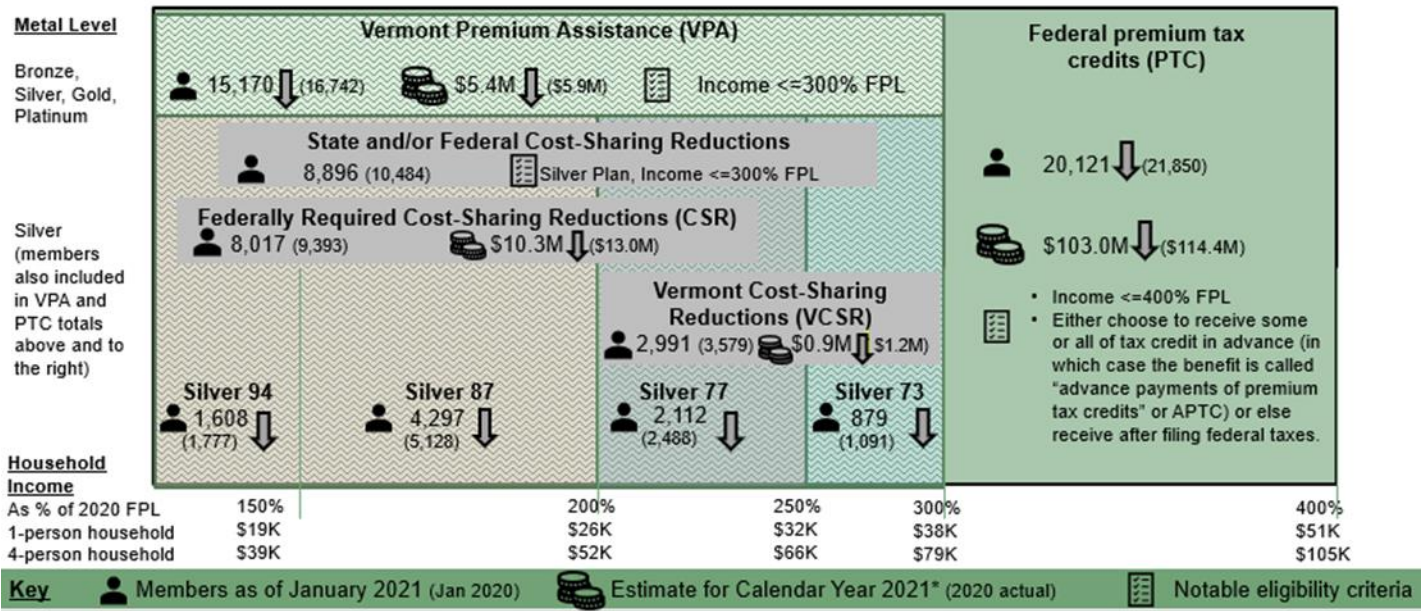 Metal Level
Bronze,
Silver, Gold,
Platinum
Vermont Premium Assistance (VPA)
15,170 (16,742) $5.4M ($5.9M) Income <=300% FPL
State and/or Federal Cost-Sharing Reductions
8,896 (10,484) Silver Plan, Income <=300% FPL
Federally Required Cost-Sharing Reductions (CSR)
8,017 (9,393) $10.3M ($13.0M)
Silver
(members
also included
in VPA and
PTC totals
above and to
the right)
Vermont Cost-Sharing
Reductions (VCSR)
2,991 (3,579) $0.9M $1.2M)
Silver 94
1,608
(1,777)
Silver 87
4,297
(5,128)
Silver 77
2,112
(2,488)
Silver 73
879
(1,091)
Federal premium tax
credits (PTC)
20,121 (21,850)
$103.0M ($114.4M)
• Income <=400% FPL
• Either choose to receive some
or all of tax credit in advance (in
which case the benefit is called
“advance payments of premium
tax credits” or APTC) or else
receive after filing federal taxes.
Household
Income
As % of 2020 FPL 150% 200% 250% 300% 400%
1-person household $19K $26K $32K $38K $51K
4-person household $39K $52K $66K $79K $105K
Key Members as of January 2021 (Jan 2020) Estimate for Calendar Year 2021* (2020 actual) Notable eligibility criteria